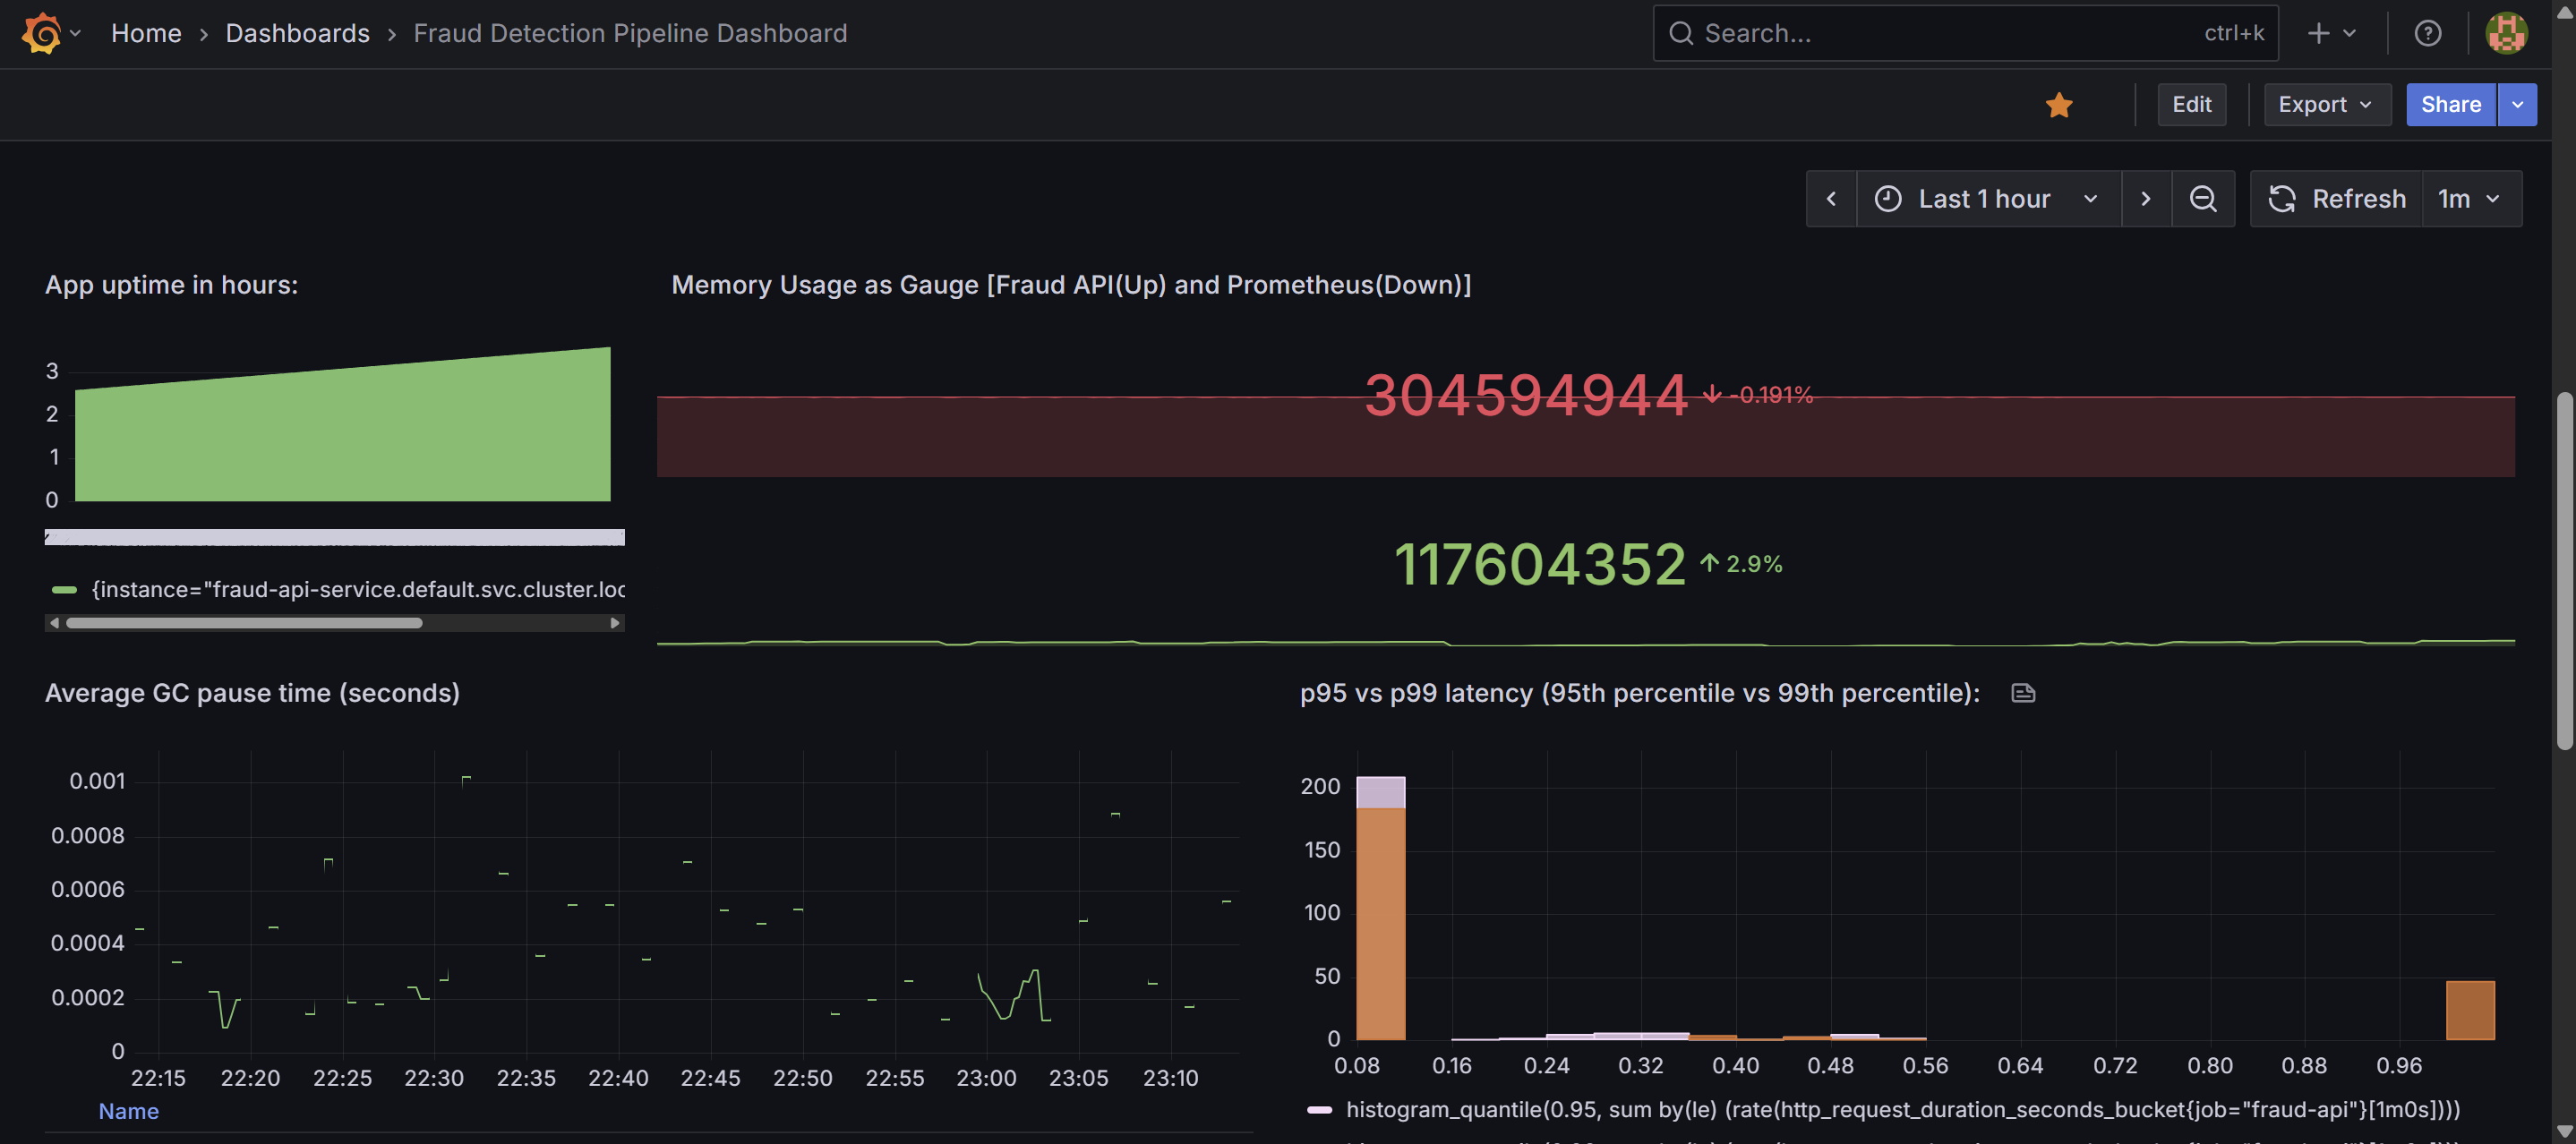 Home › Dashboards › Fraud Detection Pipeline Dashboard
Search...
ctrl+k
Edit
Export
Share
Last 1 hour
Refresh
1m
App uptime in hours:
3
2
1
0
{instance="fraud-api-service.default.svc.cluster.loc
Memory Usage as Gauge [Fraud API(Up) and Prometheus(Down)]
304594944 -0.191%
117604352 2.9%
Average GC pause time (seconds)
0.001
0.0008
0.0006
0.0004
0.0002
0
22:15 22:20 22:25 22:30 22:35 22:40 22:45 22:50 22:55 23:00 23:05 23:10
Name
p95 vs p99 latency (95th percentile vs 99th percentile):
200
150
100
50
0
0.08 0.16 0.24 0.32 0.40 0.48 0.56 0.64 0.72 0.80 0.88 0.96
histogram_quantile(0.95, sum by(le) (rate(http_request_duration_seconds_bucket{job="fraud-api"}[1m0s])))